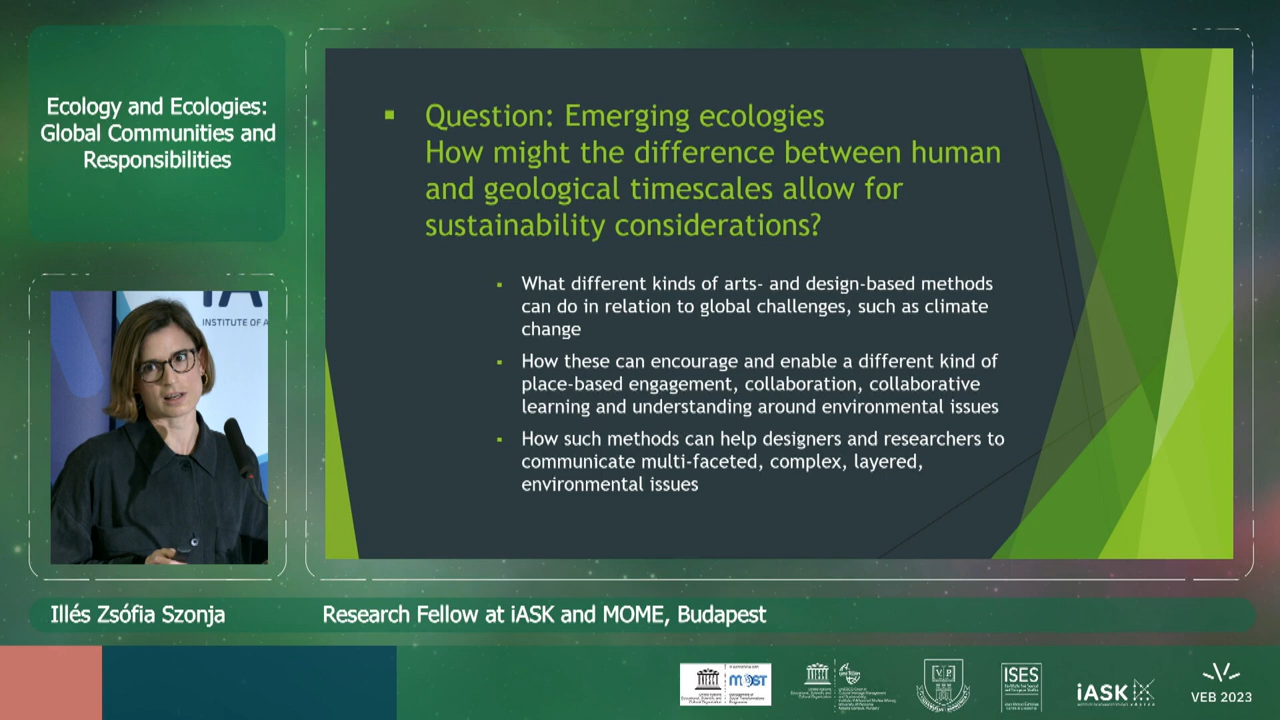 Ecology and Ecologies:
Global Communities and
Responsibilities
Question: Emerging ecologies
How might the difference between human
and geological timescales allow for
sustainability considerations?
What different kinds of arts- and design-based methods
can do in relation to global challenges, such as climate
change
How these can encourage and enable a different kind of
place-based engagement, collaboration, collaborative
learning and understanding around environmental issues
How such methods can help designers and researchers to
communicate multi-faceted, complex, layered,
environmental issues
INSTITUTE OF A
Illés Zsófia Szonja
Research Fellow at iASK and MOME, Budapest
MOST
ISES
iASK
VEB 2023